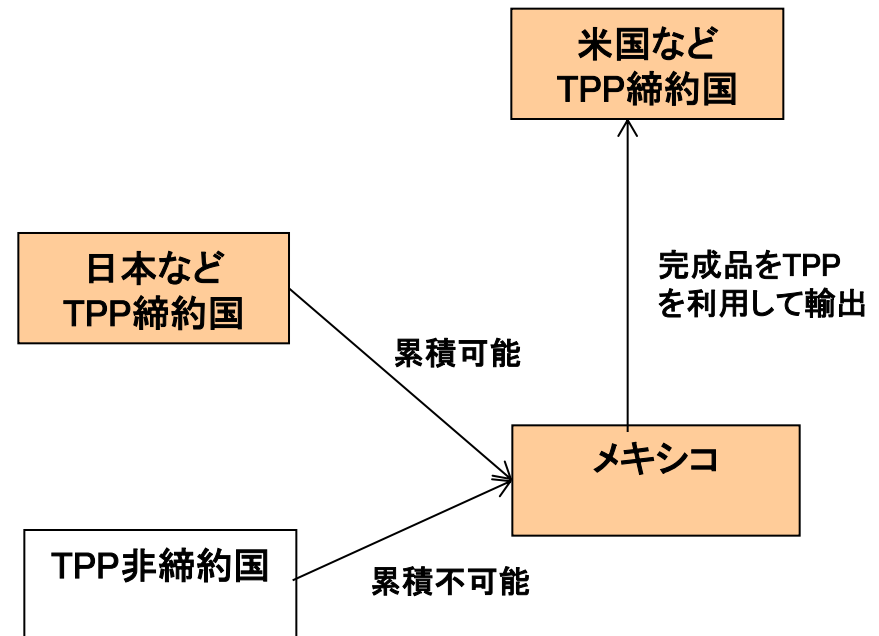 米国など
TPP締約国
日本など
TPP締約国
完成品をTPP
を利用して輸出
累積可能
メキシコ
TPP非締約国
累積不可能